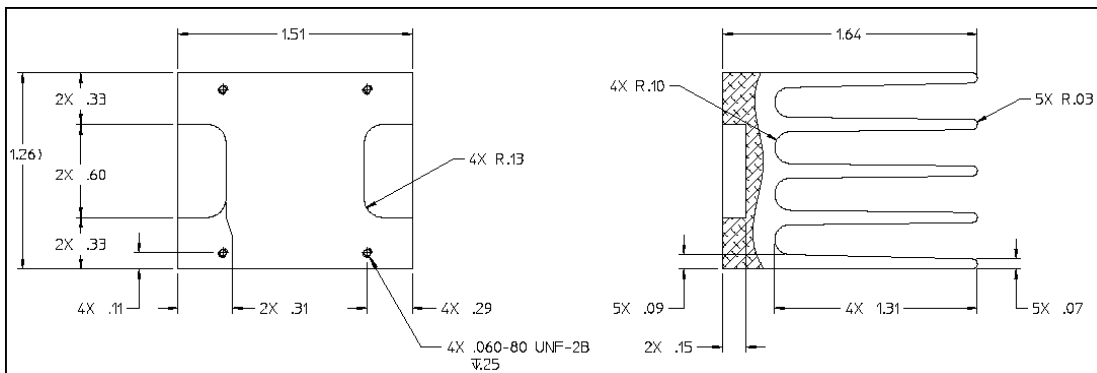 1.51
2X .33
1.26)
2X .60
4X R.13
2X .33
4X .11
2X .31
4X .29
4X .060-80 UNF-2B
↧.25
1.64
4X R.10
5X R.03
5X .09
4X 1.31
5X .07
2X .15